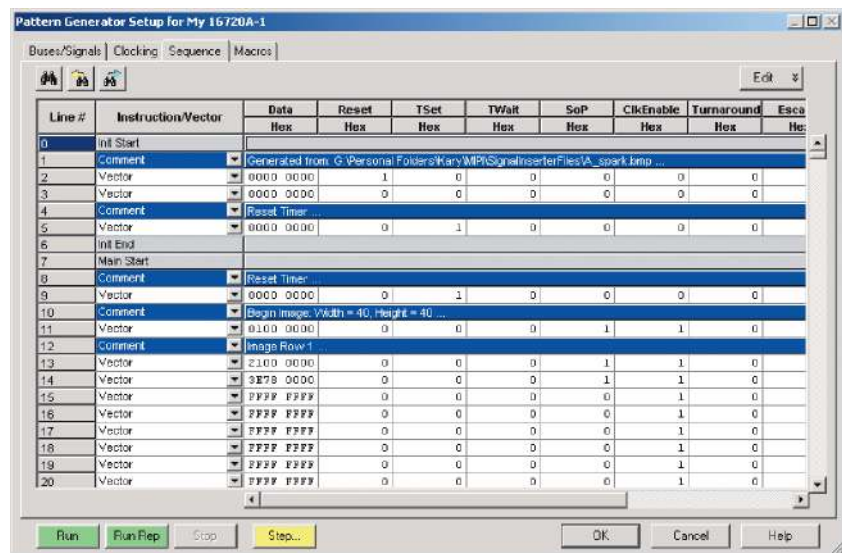 Pattern Generator Setup for My 16720A-1
Buses/Signals Clocking Sequence Macros
Edit
Line # Instruction/Vector Data Reset TSet TWait SoP ClkEnable Turnaround Esca
Hex Hex Hex Hex Hex Hex Hex He
0 Init Start
1 Comment Generated from: G:\Personal Folders\Kary\MIPI\SignalInserterFiles\A_spark.bmp ...
2 Vector 0000 0000 1 0 0 0 0 0
3 Vector 0000 0000 0 0 0 0 0 0
4 Comment Reset Timer ...
5 Vector 0000 0000 0 1 0 0 0 0
6 Init End
7 Main Start
8 Comment Reset Timer ...
9 Vector 0000 0000 0 1 0 0 0 0
10 Comment Begin Image: Width = 40, Height = 40 ...
11 Vector 0100 0000 0 0 0 1 1 0
12 Comment Image Row 1 ...
13 Vector 2100 0000 0 0 0 1 1 0
14 Vector 3E78 0000 0 0 0 1 1 0
15 Vector FFFF FFFF 0 0 0 0 1 0
16 Vector FFFF FFFF 0 0 0 0 1 0
17 Vector FFFF FFFF 0 0 0 0 1 0
18 Vector FFFF FFFF 0 0 0 0 1 0
19 Vector FFFF FFFF 0 0 0 0 1 0
20 Vector FFFF FFFF 0 0 0 0 1 0
Run Run Rep Stop Step... OK Cancel Help